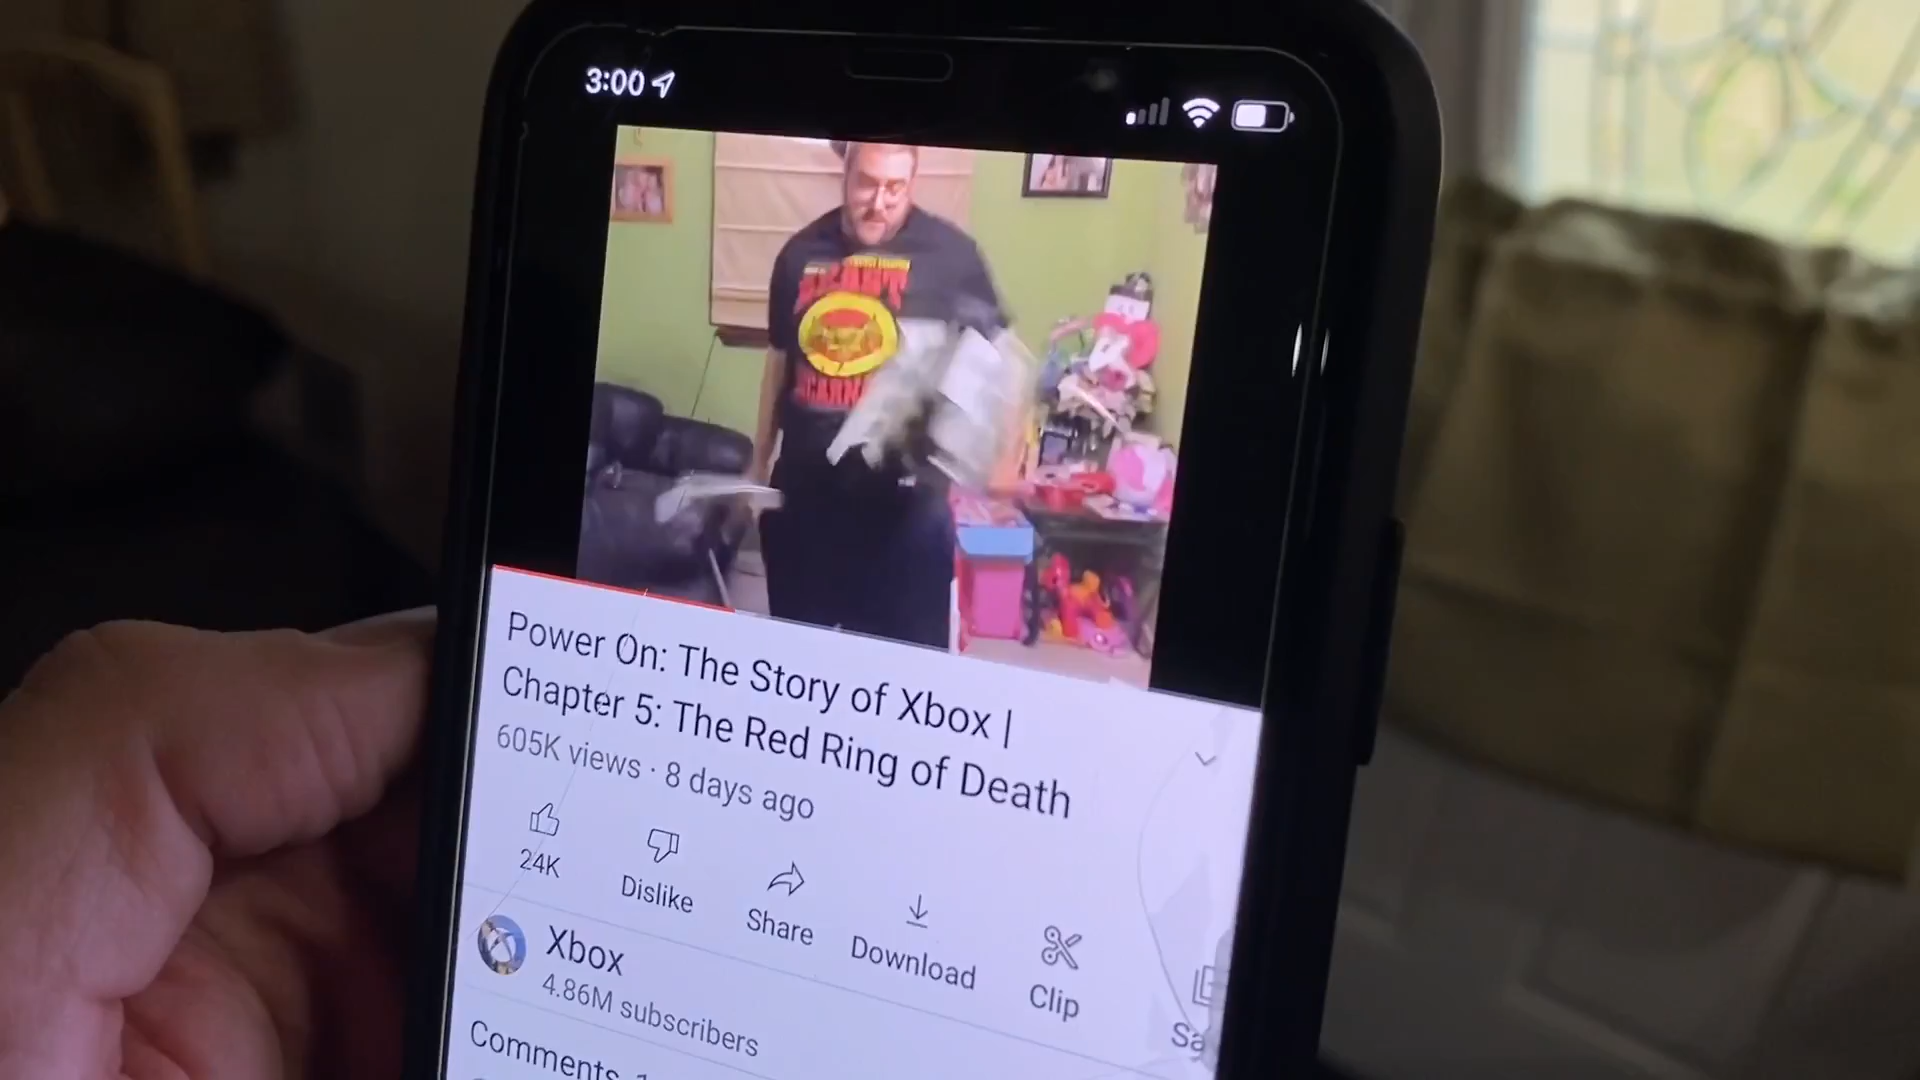 3:00
Power On: The Story of Xbox |
Chapter 5: The Red Ring of Death
605K views · 8 days ago
24K
Dislike
Share
Download
Clip
Sa
Xbox
4.86M subscribers
Comments